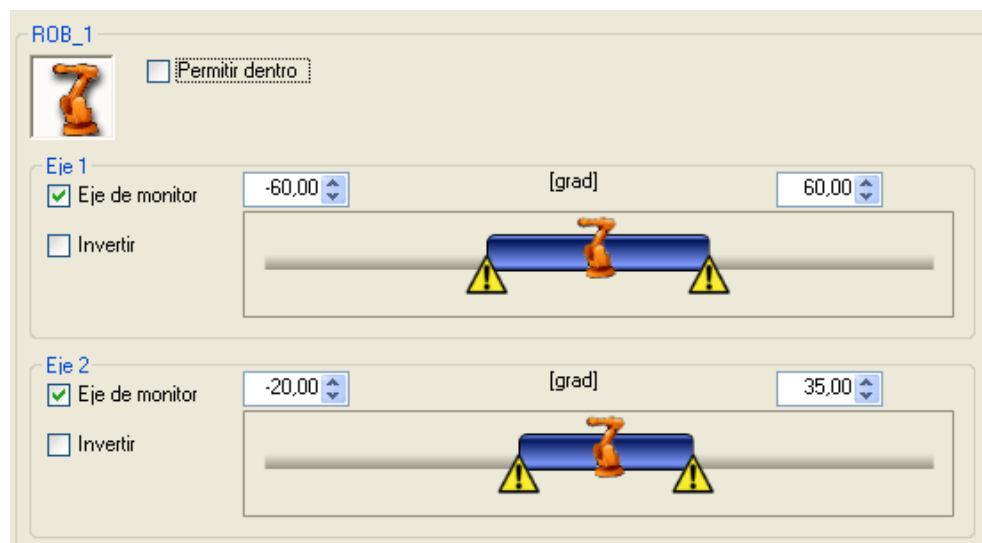 ROB_1
Permitir dentro
Eje 1
Eje de monitor -60,00 [grad] 60,00
Invertir
Eje 2
Eje de monitor -20,00 [grad] 35,00
Invertir